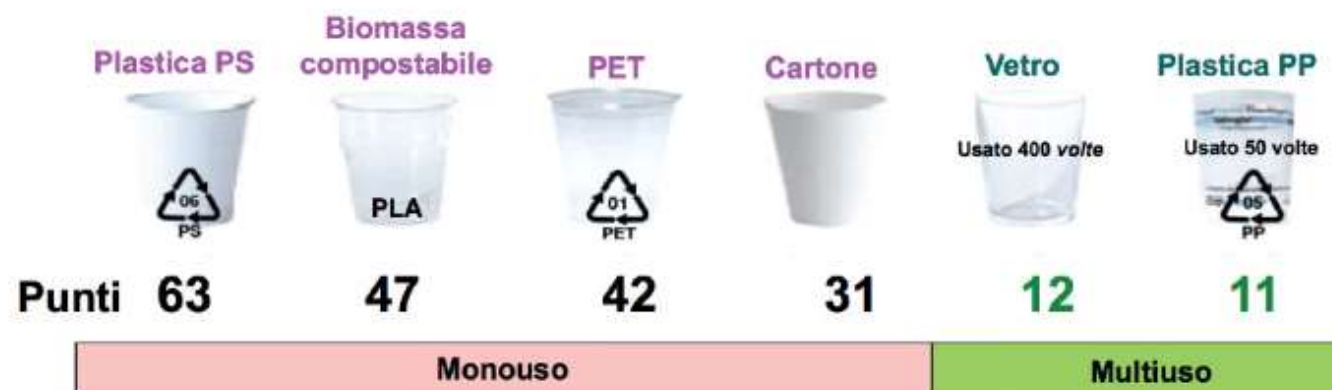 Biomassa
Plastica PS compostabile PET Cartone Vetro Plastica PP
Usato 400 volte Usato 50 volte
06 PLA 01 05
PS PET PP
Punti 63 47 42 31 12 11
Monouso Multiuso